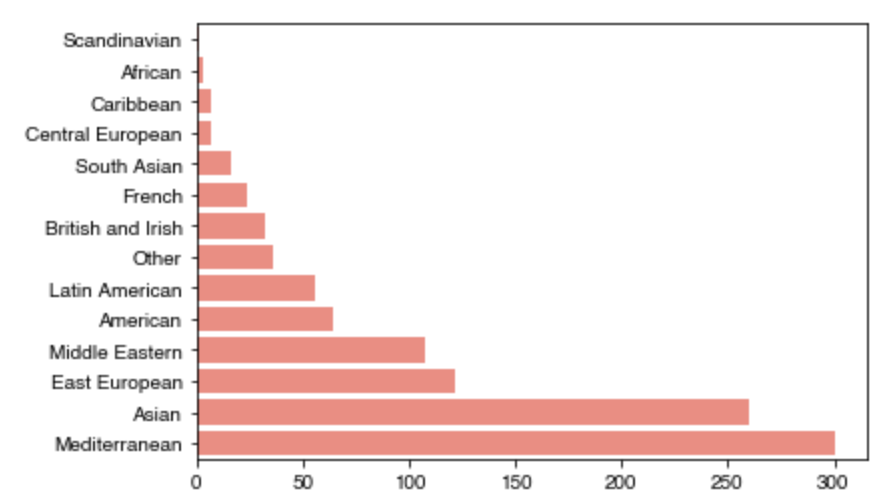 Scandinavian
African
Caribbean
Central European
South Asian
French
British and Irish
Other
Latin American
American
Middle Eastern
East European
Asian
Mediterranean
0 50 100 150 200 250 300